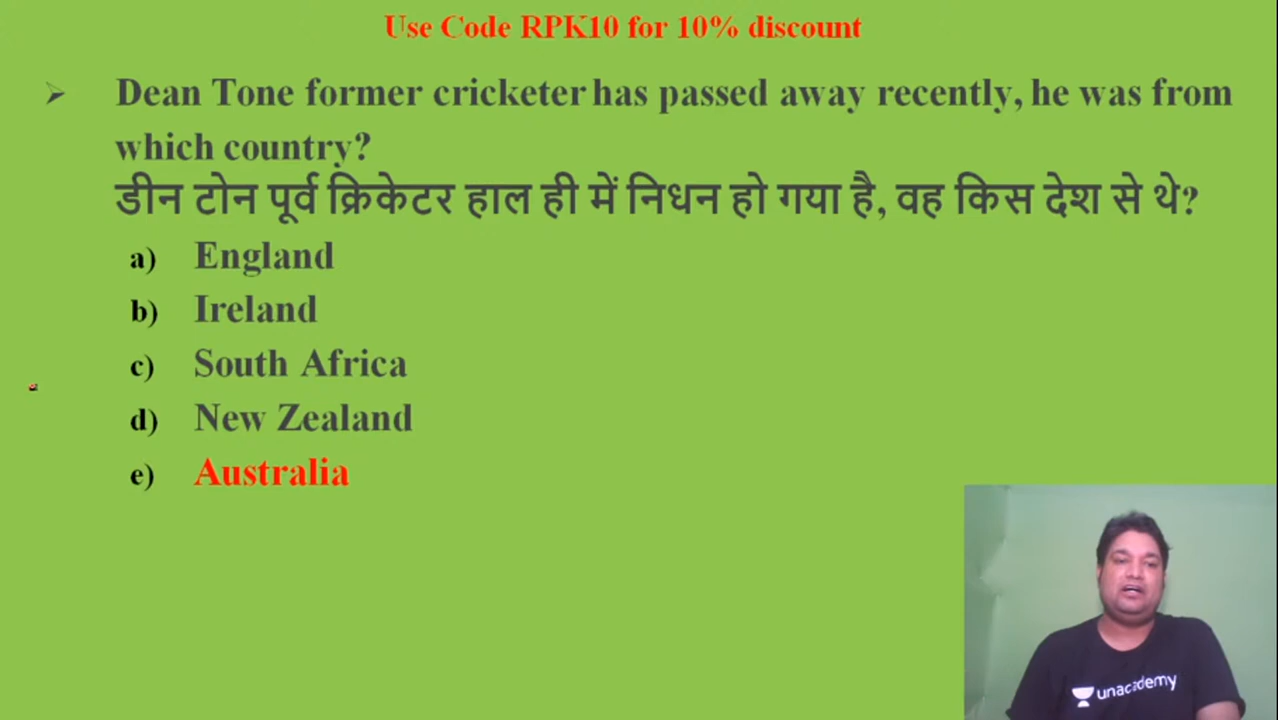 Use Code RPK10 for 10% discount
➢ Dean Tone former cricketer has passed away recently, he was from
which country?
डीन टोन पूर्व क्रिकेटर हाल ही में निधन हो गया है, वह किस देश से थे?
a) England
b) Ireland
c) South Africa
d) New Zealand
e) Australia
unacademy